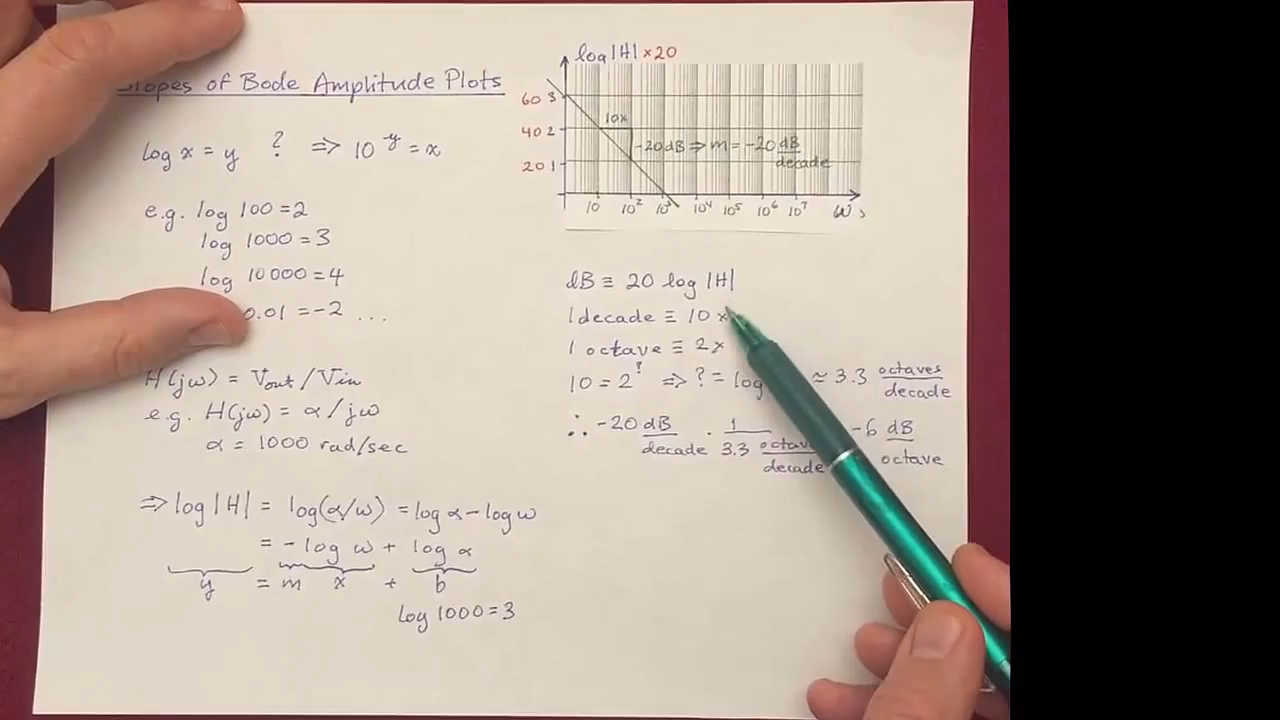 Slopes of Bode Amplitude Plots
log x = y ? ⇒ 10^y = x
e.g. log 100 = 2
log 1000 = 3
log 10000 = 4
0.01 = -2 ...
H(jω) = Vout/Vin
e.g. H(jω) = α/jω
α = 1000 rad/sec
⇒ log |H| = log(α/ω) = log α - log ω
= - log ω + log α
y = m x + b
log 1000 = 3
log|H| ×20
60 3
10x
40 2
-20dB ⇒ m = -20 dB/decade
20 1
10 10² 10³ 10⁴ 10⁵ 10⁶ 10⁷ ω
dB ≡ 20 log |H|
1 decade ≡ 10 x
1 octave ≡ 2x
10 = 2^? ⇒ ? = log ≈ 3.3 octaves/decade
∴ -20 dB/decade · 1/3.3 octave/decade -6 dB/octave